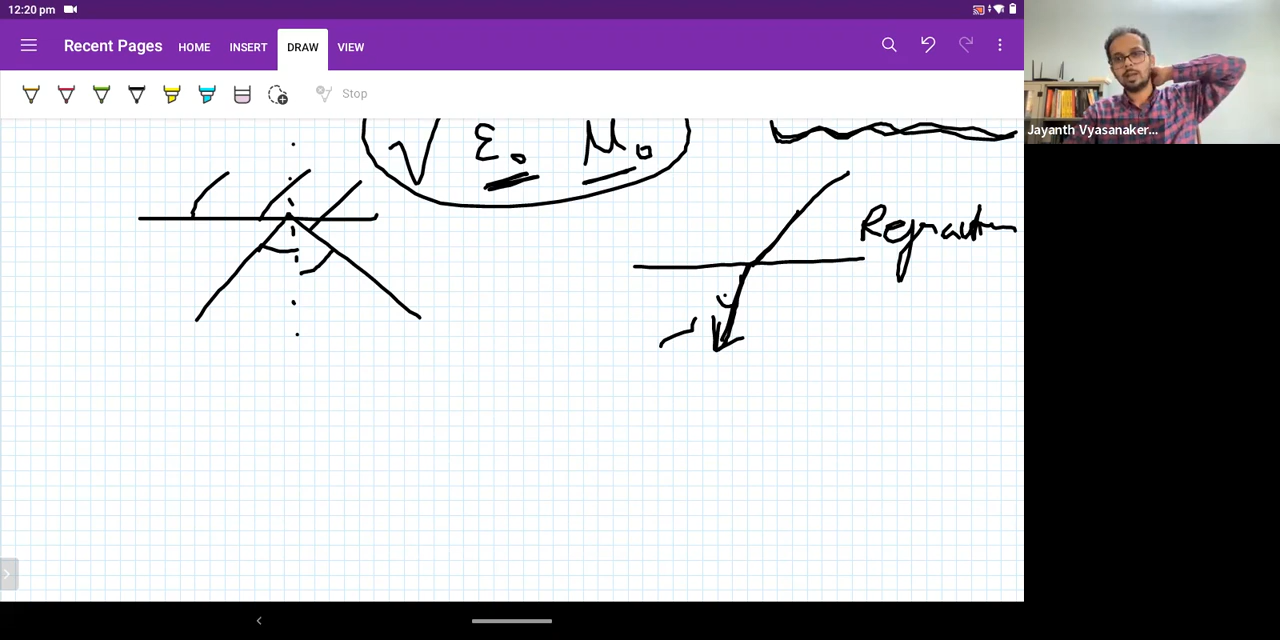 12:20 pm
Recent Pages HOME INSERT DRAW VIEW
Stop
√ ε₀ μ₀
Refraction
Jayanth Vyasanaker...